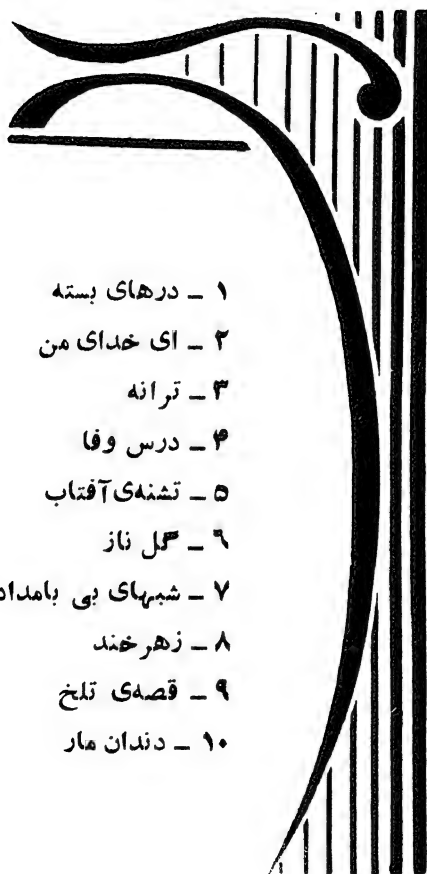 ۱ ـ درهای بسته
۲ ـ ای خدای من
۳ ـ ترانه
۴ ـ درس وفا
۵ ـ تشنه‌ی آفتاب
۶ ـ گل ناز
۷ ـ شبهای بی بامداد
۸ ـ زهرخند
۹ ـ قصه‌ی تلخ
۱۰ ـ دندان مار